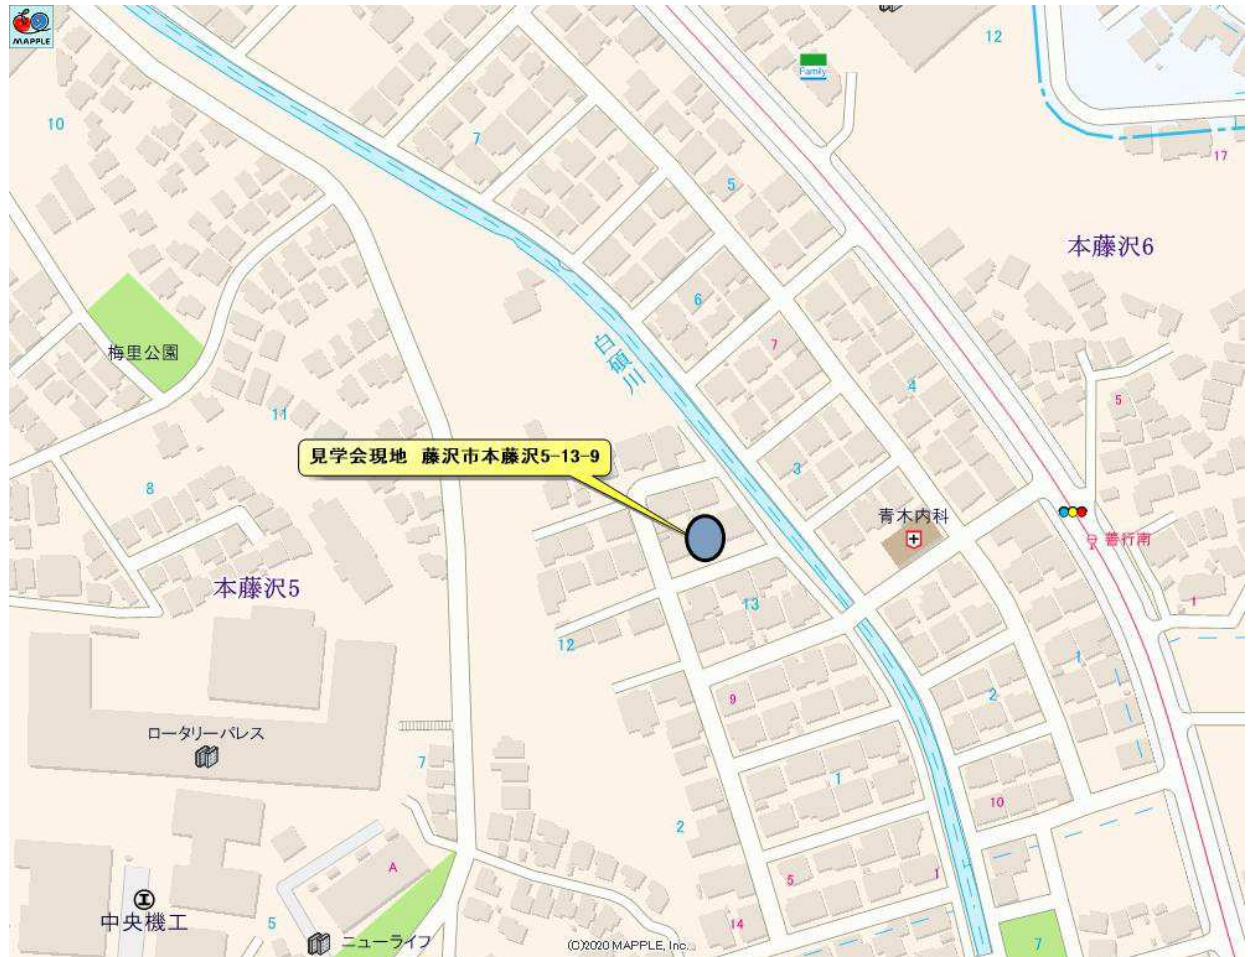 MAPPLE
12
Family
10
7
17
5
本藤沢6
6
梅里公園
白旗川
7
4
5
11
見学会現地 藤沢市本藤沢5-13-9
3
8
青木内科
善行南
本藤沢5
13
1
12
1
9
2
ロータリーパレス
7
1
10
2
A
5
1
中央機工
5
14
ニューライフ
(C)2020 MAPPLE, Inc.
7